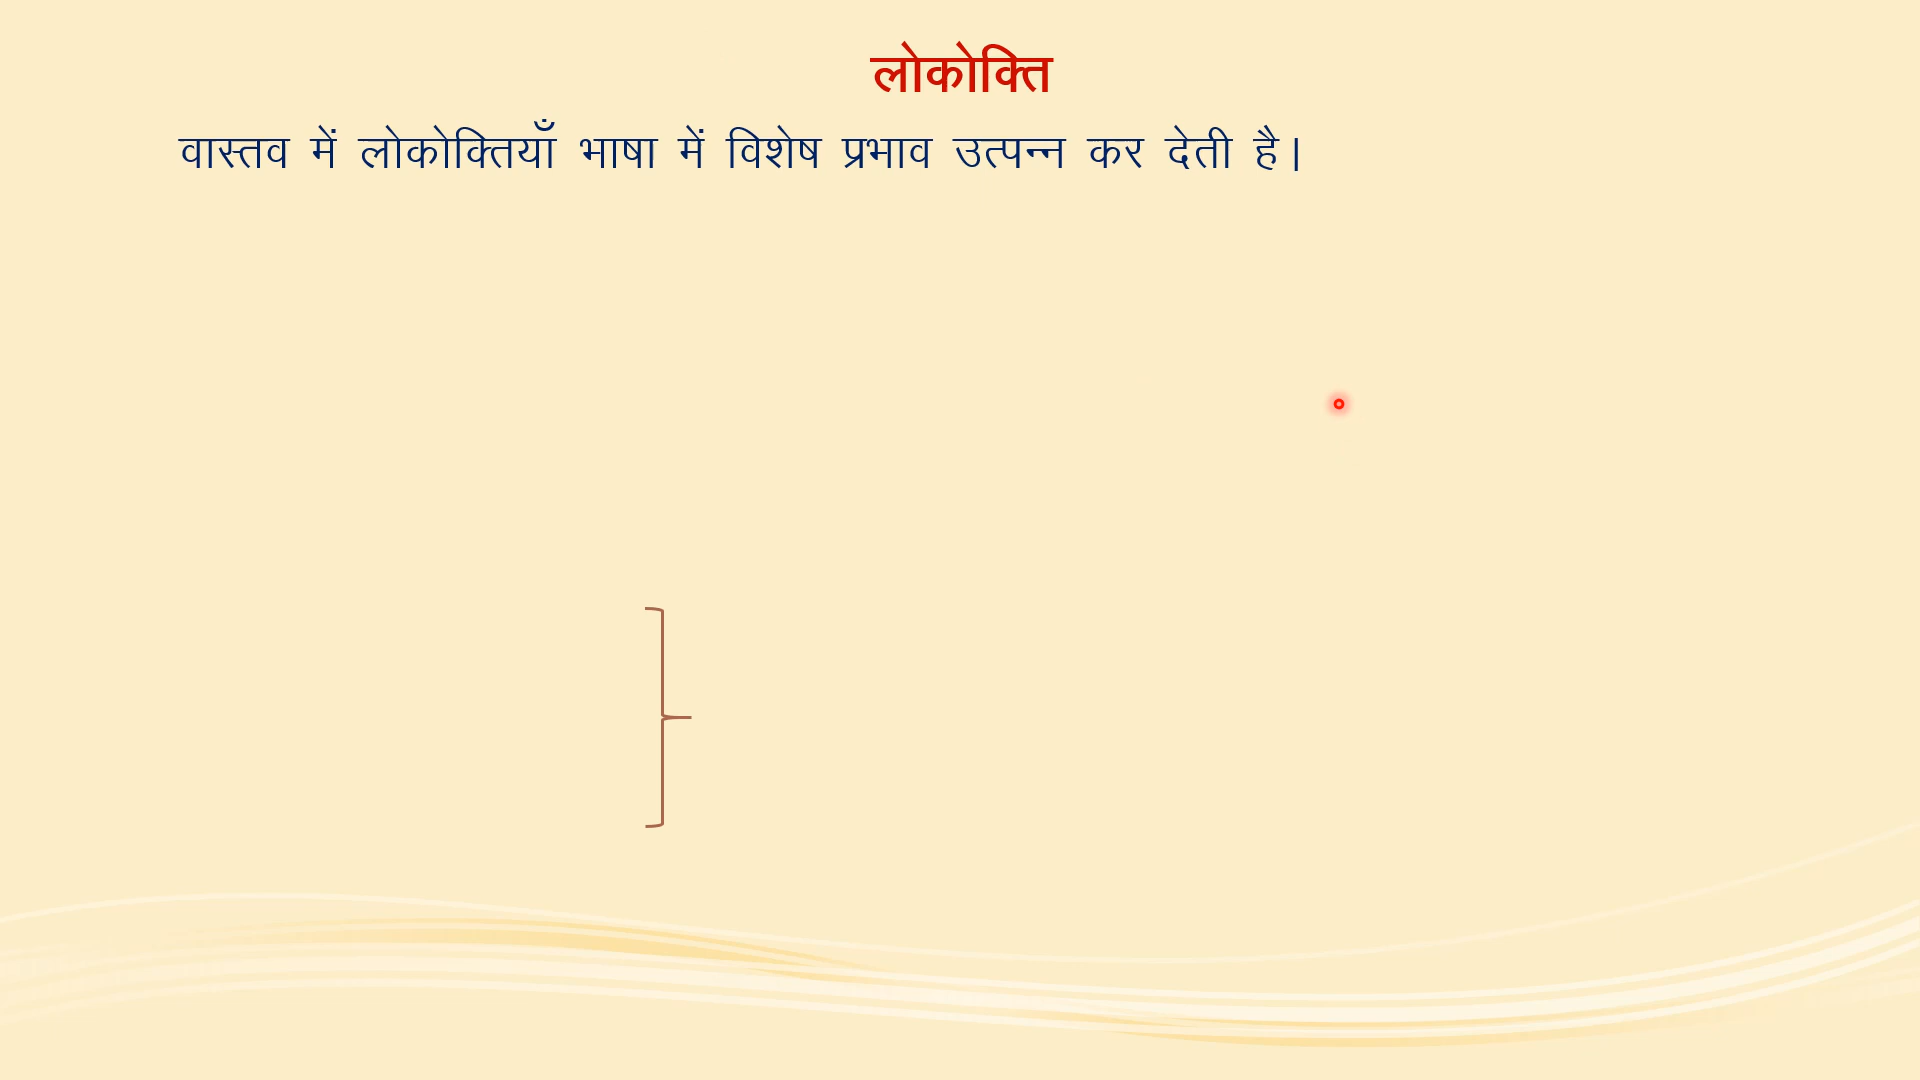 लोकोक्ति
वास्तव में लोकोक्तियाँ भाषा में विशेष प्रभाव उत्पन्न कर देती है|